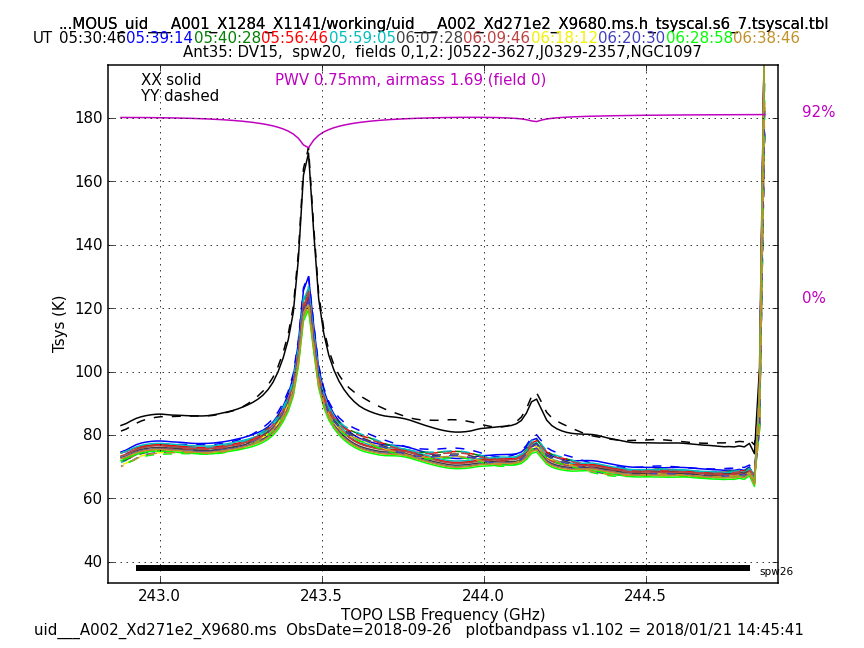 ...MOUS_uid___A001_X1284_X1141/working/uid___A002_Xd271e2_X9680.ms.h_tsyscal.s6_7.tsyscal.tbl
UT 05:30:46 05:39:14 05:40:28 05:56:46 05:59:05 06:07:28 06:09:46 06:18:12 06:20:30 06:28:58 06:38:46
Ant35: DV15,  spw20,  fields 0,1,2: J0522-3627,J0329-2357,NGC1097
XX solid
PWV 0.75mm, airmass 1.69 (field 0)
YY dashed
92%
0%
180
160
140
120
100
80
60
40
Tsys (K)
spw26
243.0 243.5 244.0 244.5
TOPO LSB Frequency (GHz)
uid___A002_Xd271e2_X9680.ms  ObsDate=2018-09-26   plotbandpass v1.102 = 2018/01/21 14:45:41